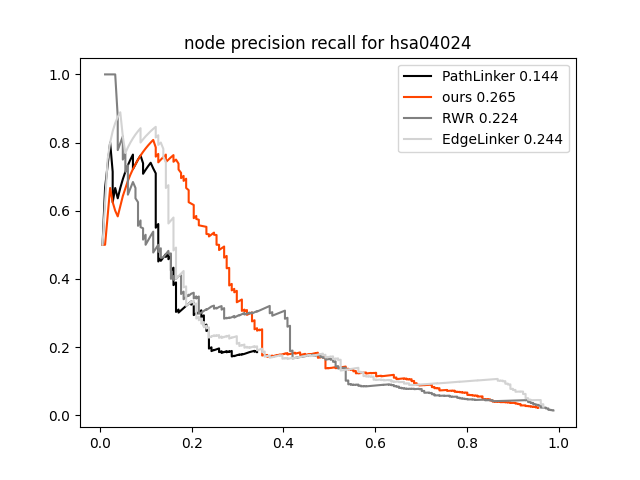 node precision recall for hsa04024
PathLinker 0.144
ours 0.265
RWR 0.224
EdgeLinker 0.244
1.0
0.8
0.6
0.4
0.2
0.0
0.0 0.2 0.4 0.6 0.8 1.0